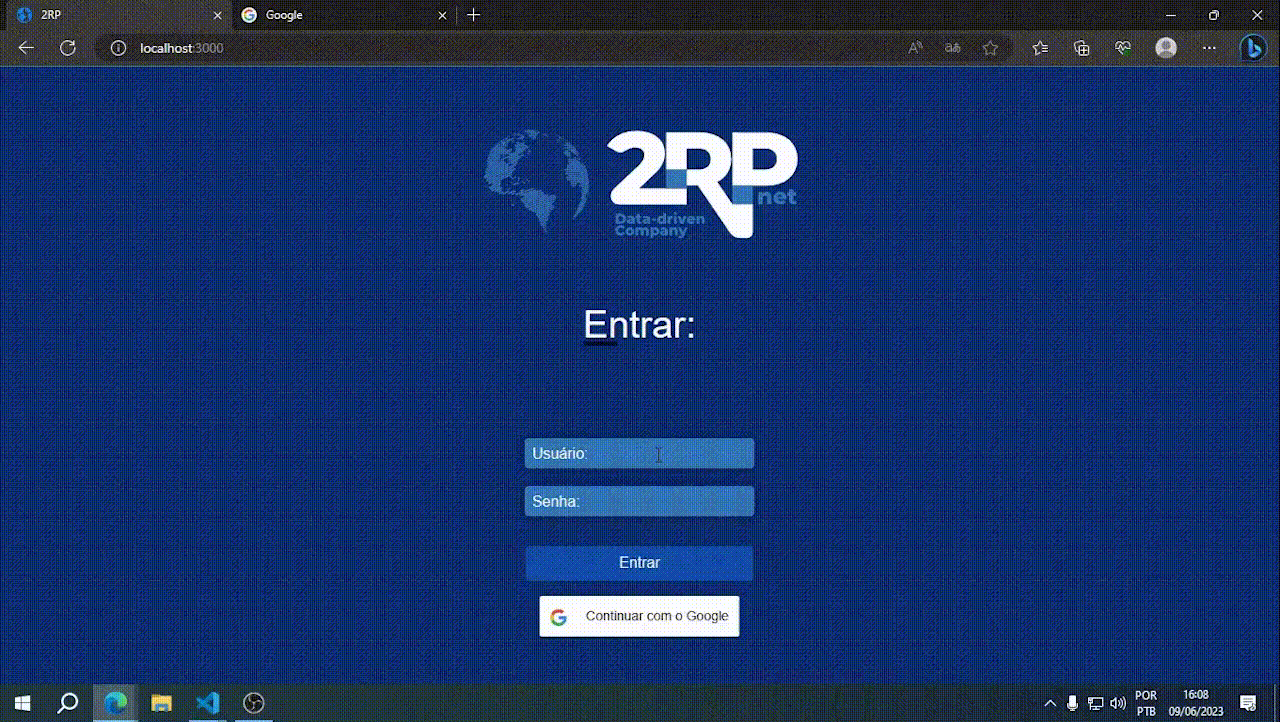 2RP
Google
localhost:3000
2RP
net
Data-driven
Company
Entrar:
Usuário:
Senha:
Entrar
Continuar com o Google
POR
PTB
16:08
09/06/2023